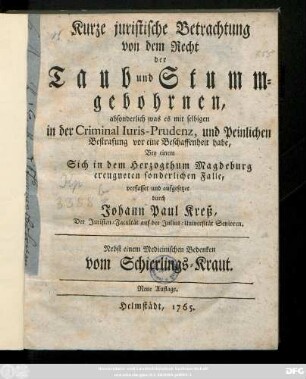 Kurze juristische Betrachtung
von dem Recht
der
Taub und Stumm-
gebohrnen,
absonderlich was es mit selbigen
in der Criminal Iuris-Prudenz, und Peinlichen
Bestraffung vor eine Beschaffenheit habe,
Bey einem
Sich in dem Herzogthum Magdeburg
ereugneten sonderlichen Falle,
verfasset und ausgesetzet
durch
Johann Paul Kreß,
Der Juristen-Facultät auf der Julius-Universität Senioren.
Nebst einem Medicinischen Bedenken
vom Schierlings-Kraut.
Neue Auflage.
Helmstädt, 1765.